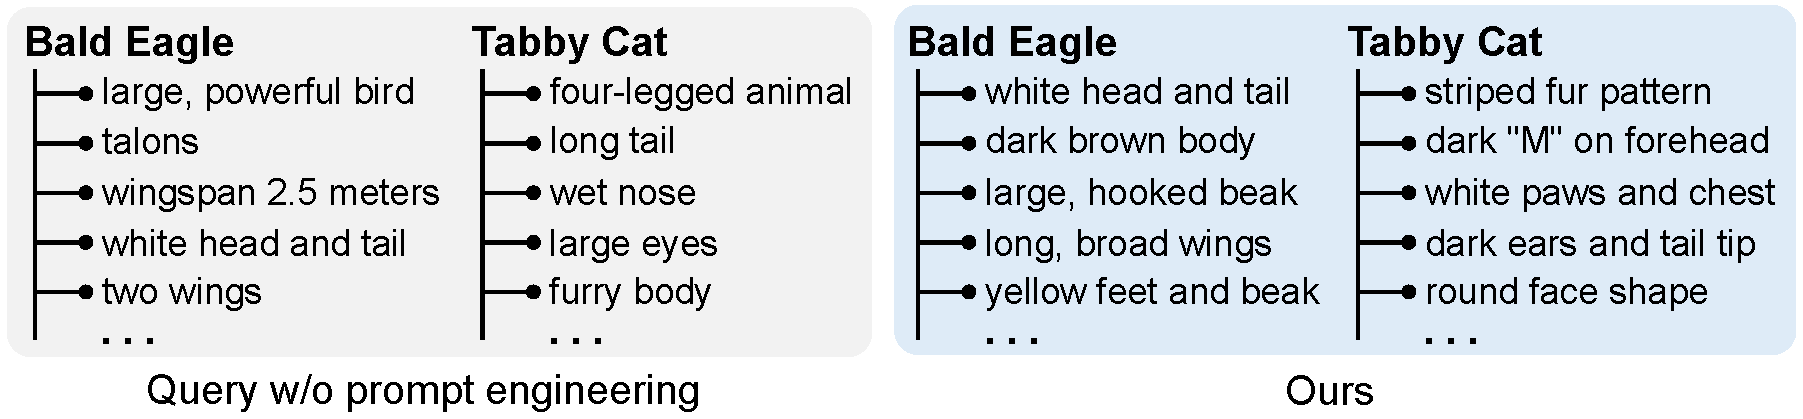 Bald Eagle
large, powerful bird
talons
wingspan 2.5 meters
white head and tail
two wings
...
Tabby Cat
four-legged animal
long tail
wet nose
large eyes
furry body
...
Query w/o prompt engineering
Bald Eagle
white head and tail
dark brown body
large, hooked beak
long, broad wings
yellow feet and beak
...
Tabby Cat
striped fur pattern
dark "M" on forehead
white paws and chest
dark ears and tail tip
round face shape
...
Ours